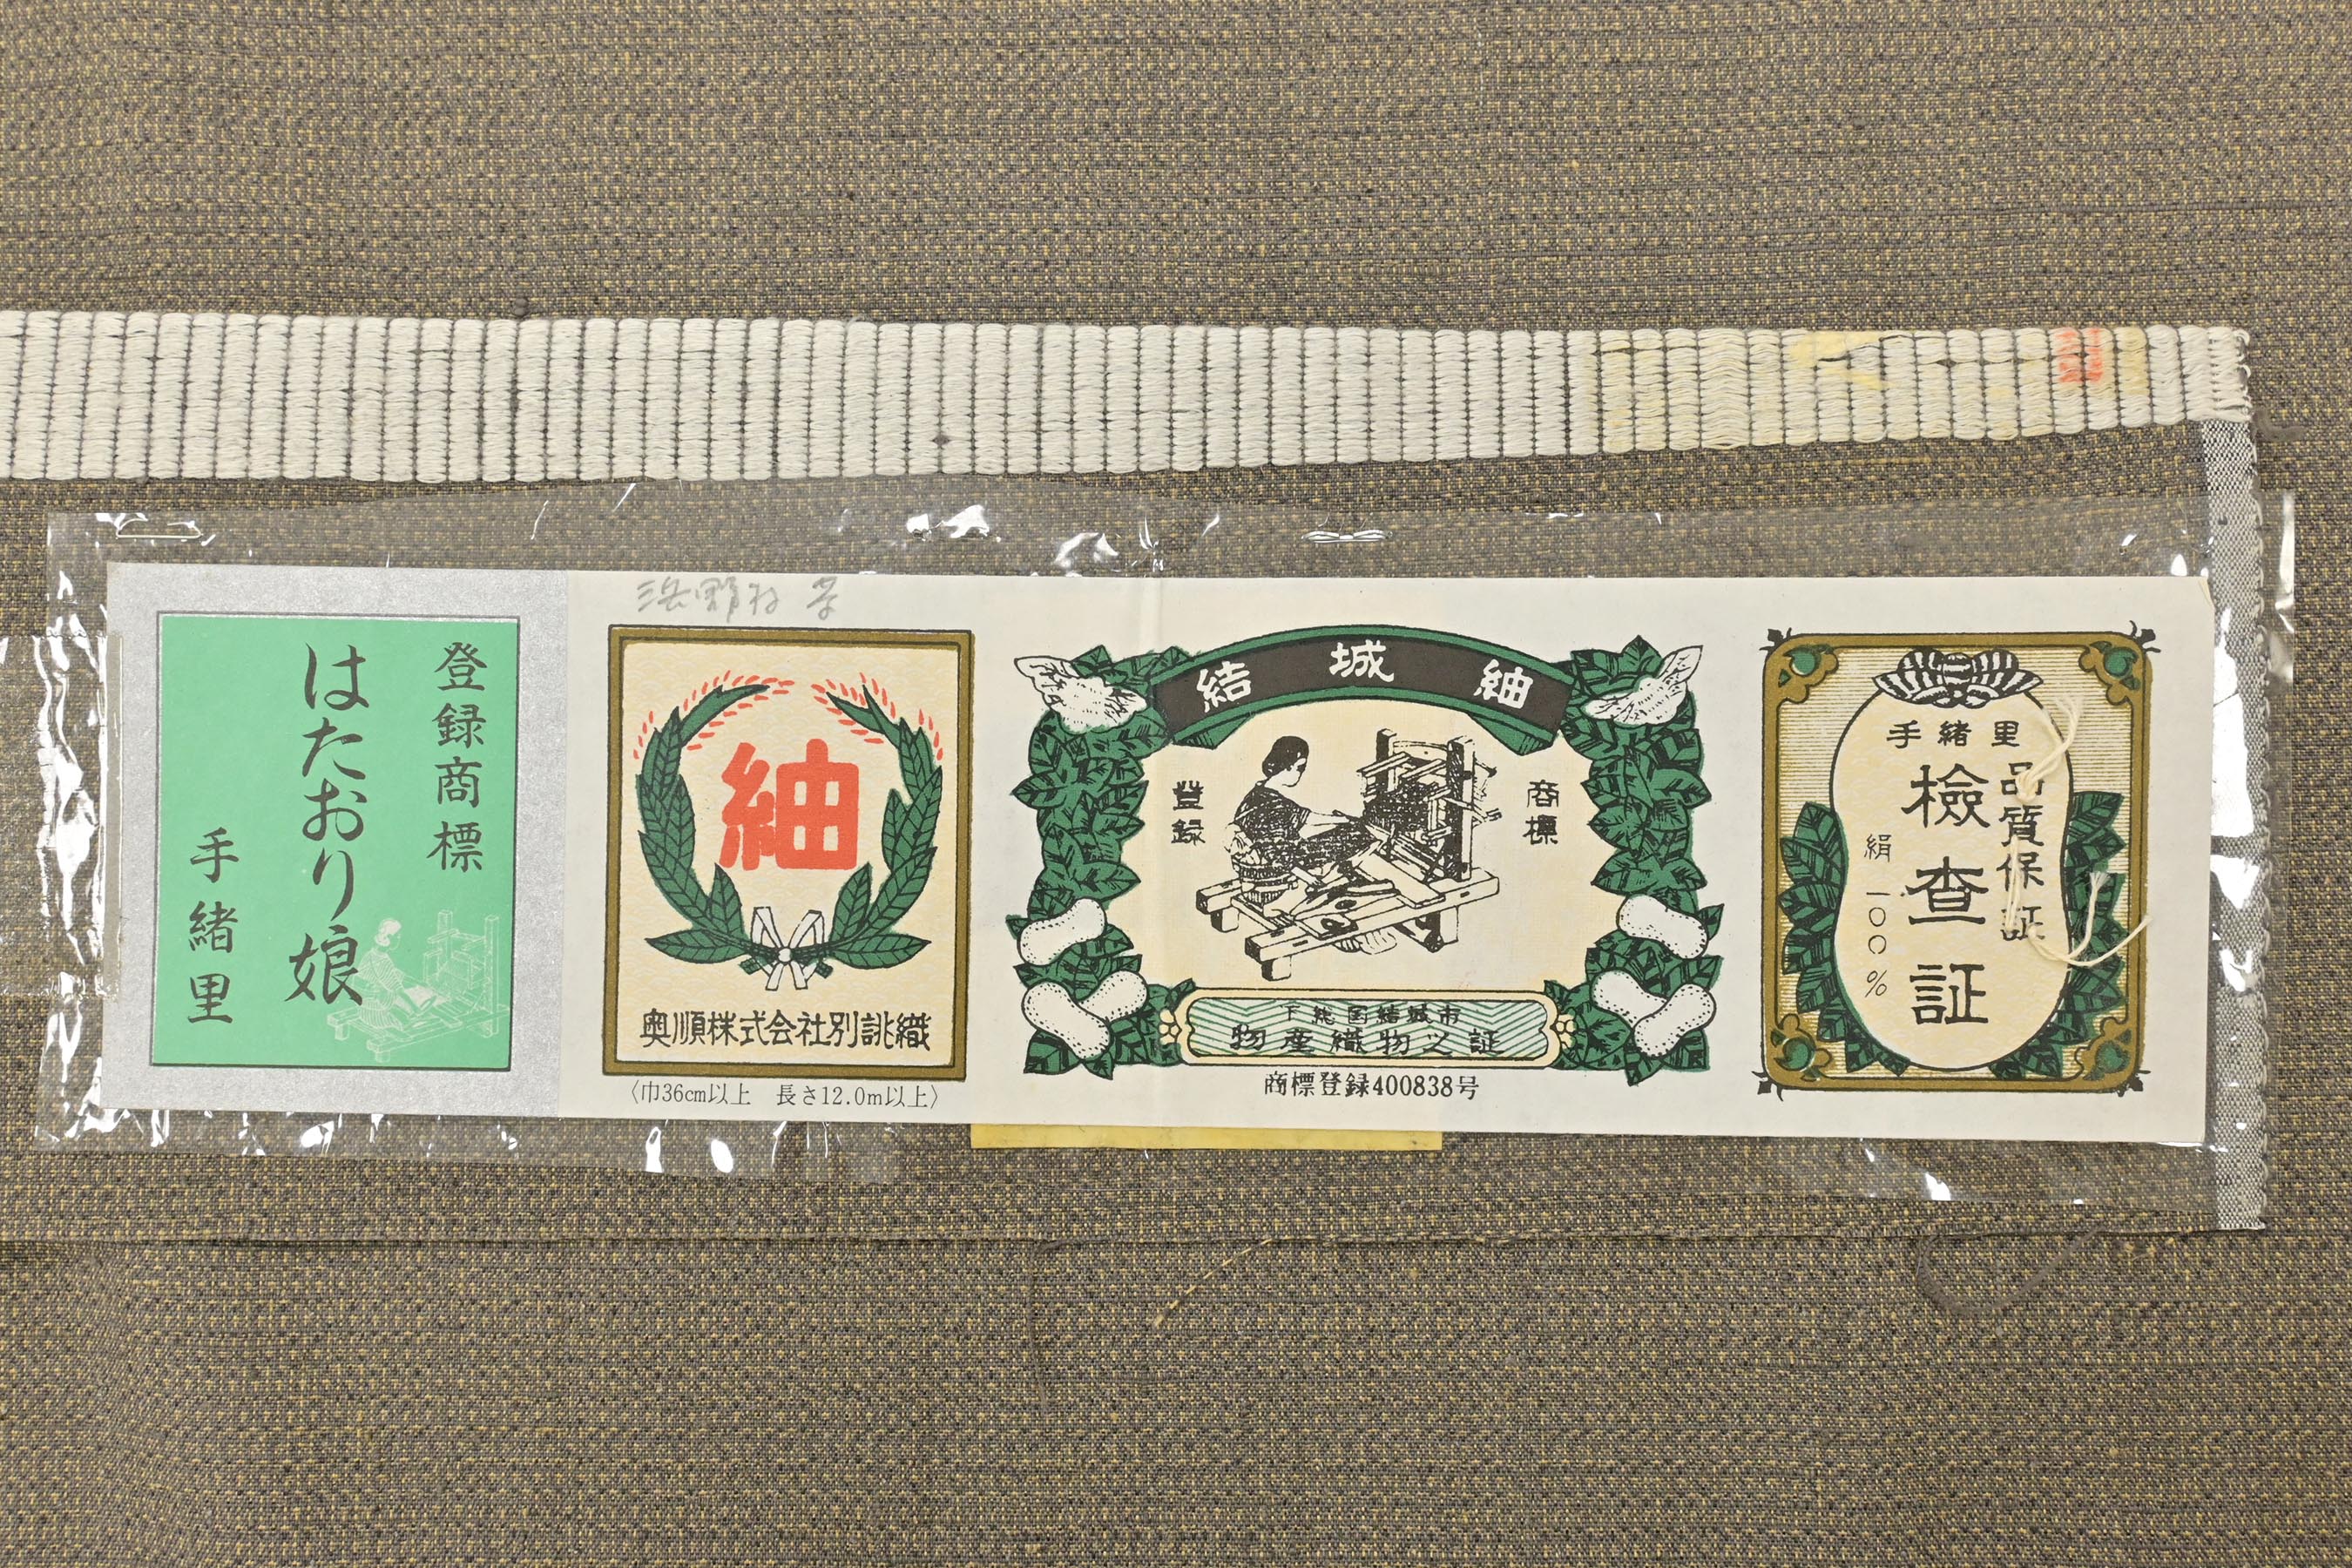 登録商標
はたおり娘
手緒里
紬
奥順株式会社別誂織
〈巾36cm以上 長さ12.0m以上〉
結城紬
登録
商標
下総国結城市
物産織物之証
商標登録400838号
手緒里
品質保証
検査証
絹一〇〇%